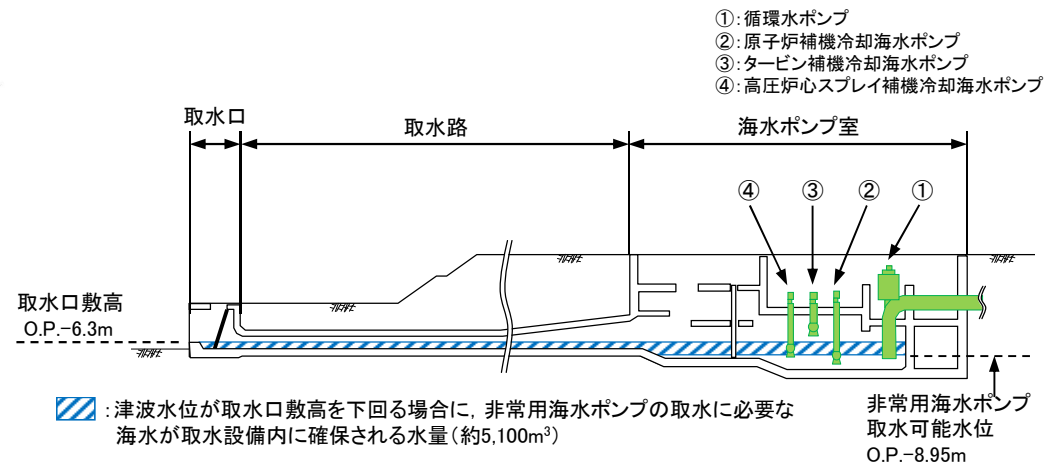 ①:循環水ポンプ
②:原子炉補機冷却海水ポンプ
③:タービン補機冷却海水ポンプ
④:高圧炉心スプレイ補機冷却海水ポンプ
取水口
取水路
海水ポンプ室
④
③
②
①
取水口敷高
O.P.-6.3m
:津波水位が取水口敷高を下回る場合に，非常用海水ポンプの取水に必要な
海水が取水設備内に確保される水量（約5,100m³）
非常用海水ポンプ
取水可能水位
O.P.-8.95m